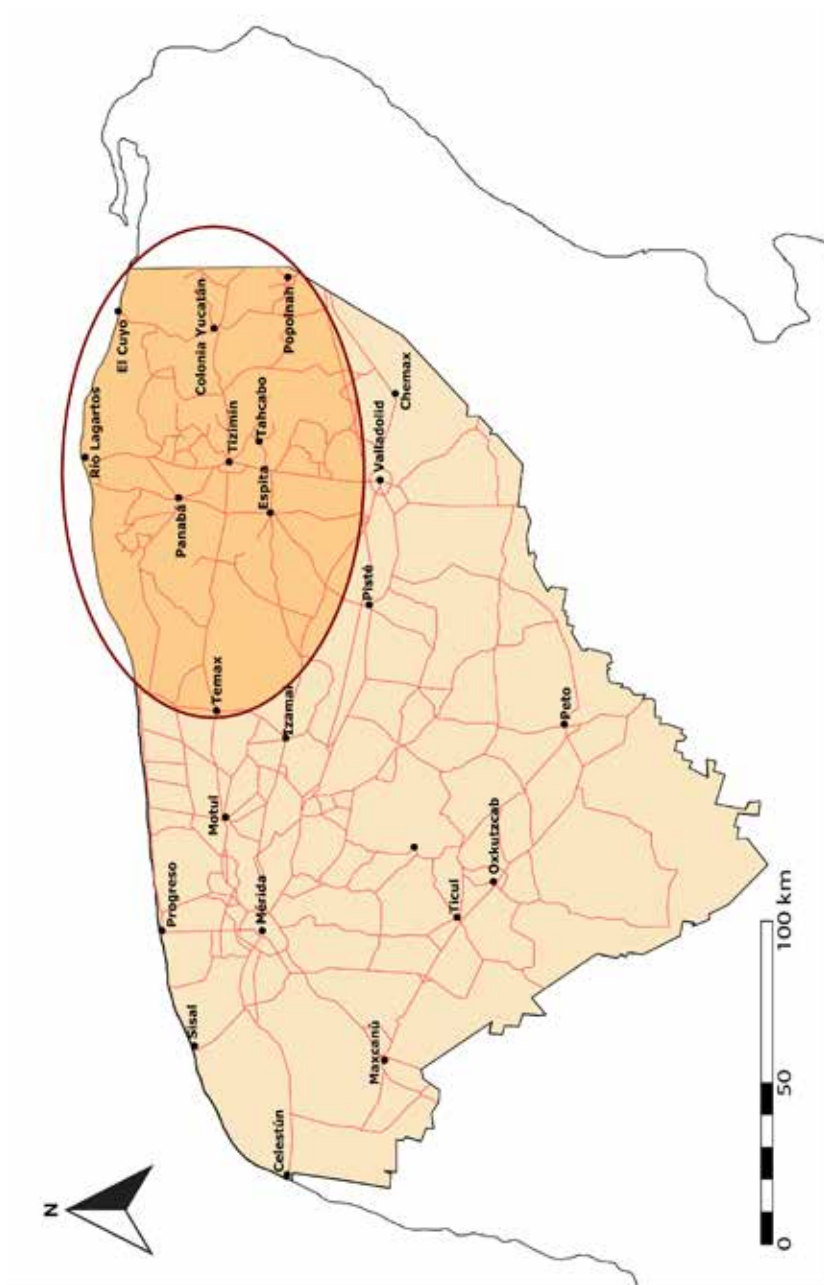 N
El Cuyo
Río Lagartos
Colonia Yucatán
Popolnah
Tizimín
Tahcabo
Panabá
Espita
Valladolid
Chemax
Pisté
Temax
Izamal
Motul
Progreso
Mérida
Sisal
Celestún
Maxcanú
Ticul
Oxkutzcab
Peto
0
50
100 km